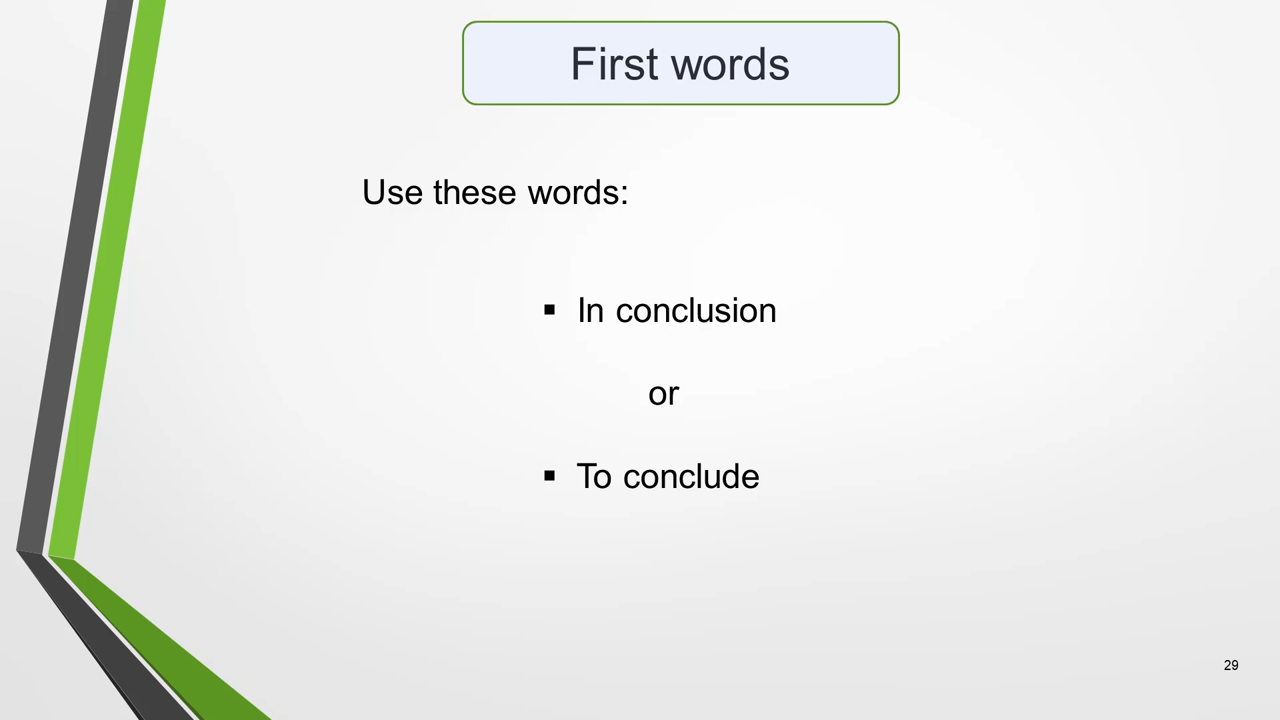 First words
Use these words:
▪ In conclusion
or
▪ To conclude
29